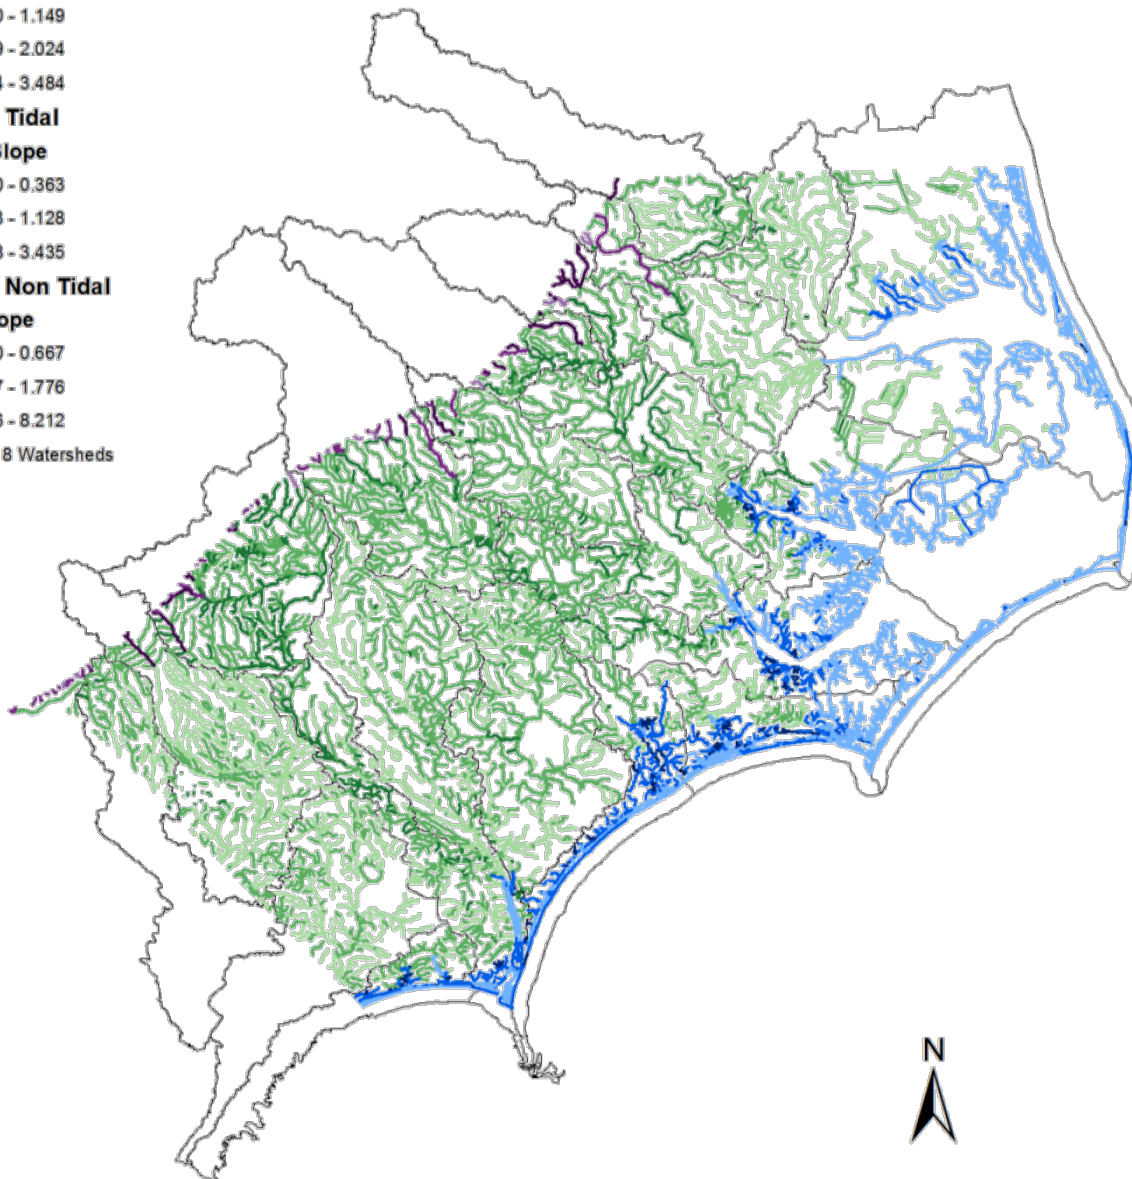 - 1.149
- 2.024
- 3.484
Tidal
lope
- 0.363
- 1.128
- 3.435
Non Tidal
ope
- 0.667
- 1.776
- 8.212
8 Watersheds
N